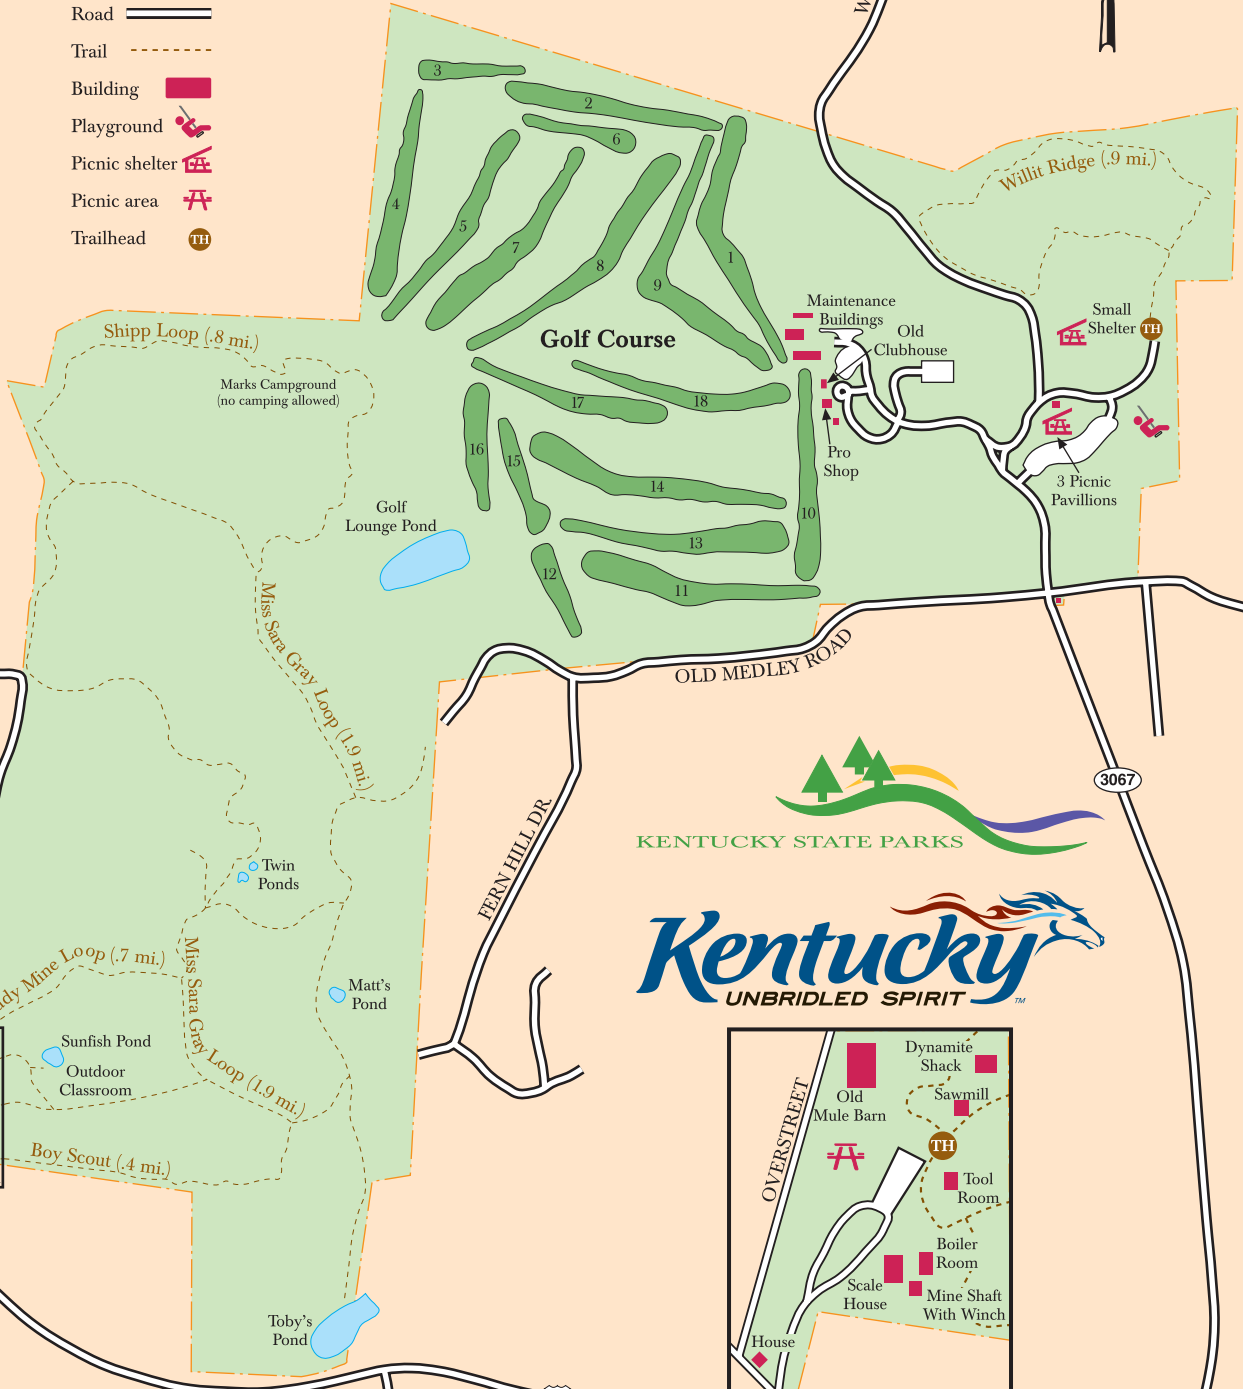 Road
Trail
Building
Playground
Picnic shelter
Picnic area
Trailhead
TH
3
2
6
4
5
7
8
9
1
Golf Course
Willit Ridge (.9 mi.)
Shipp Loop (.8 mi.)
Marks Campground
(no camping allowed)
Maintenance
Buildings
Old
Clubhouse
Small
Shelter
TH
17
18
16
15
14
10
13
12
11
Pro
Shop
3 Picnic
Pavillions
Golf
Lounge Pond
Miss Sara Gray Loop (1.9 mi.)
OLD MEDLEY ROAD
3067
FERN HILL DR.
KENTUCKY STATE PARKS
Kentucky
UNBRIDLED SPIRIT
TM
Twin
Ponds
Mine Loop (.7 mi.)
Miss Sara Gray Loop (1.9 mi.)
Matt's
Pond
Sunfish Pond
Outdoor
Classroom
Boy Scout (.4 mi.)
Toby's
Pond
OVERSTREET
Old
Mule Barn
Dynamite
Shack
Sawmill
TH
Tool
Room
Boiler
Room
Scale
House
Mine Shaft
With Winch
House